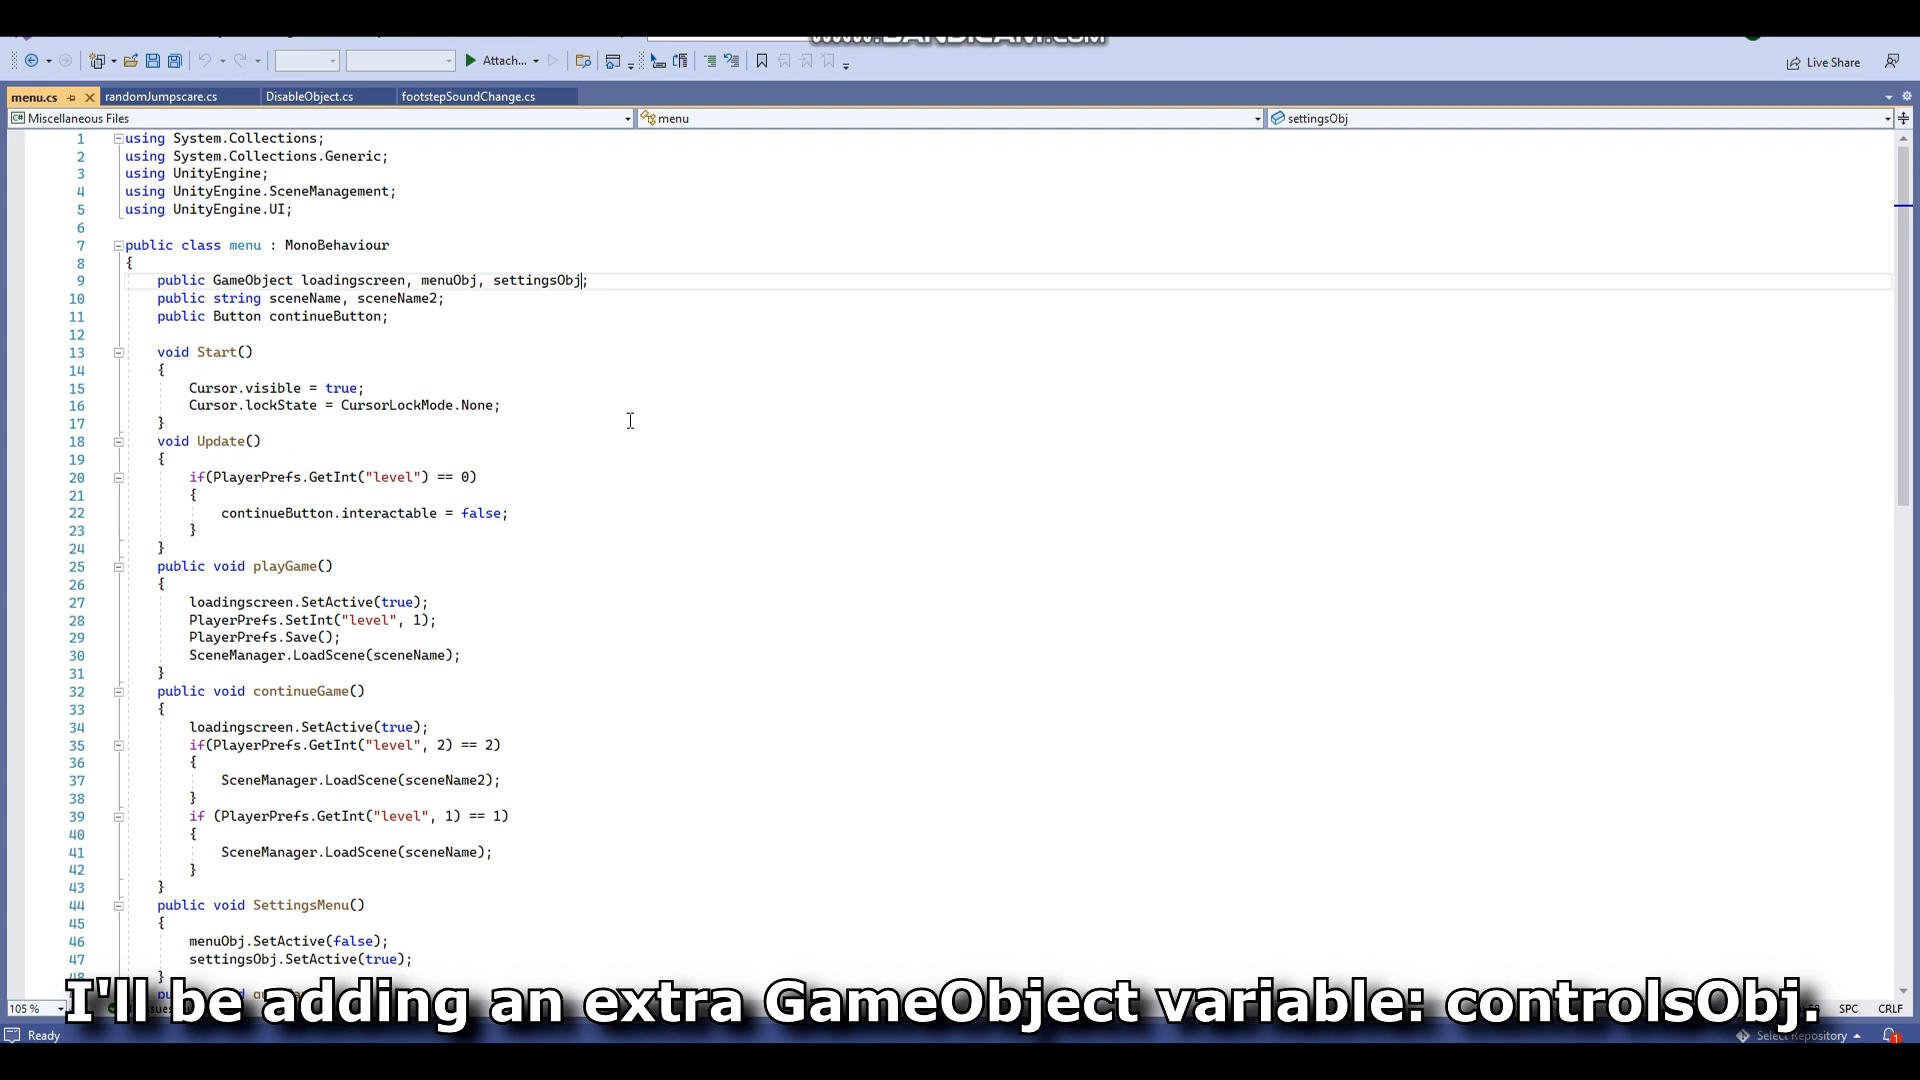 www.BANDICAM.com
Attach...
Live Share
menu.cs
randomJumpscare.cs
DisableObject.cs
footstepSoundChange.cs
Miscellaneous Files
menu
settingsObj
1 using System.Collections;
2 using System.Collections.Generic;
3 using UnityEngine;
4 using UnityEngine.SceneManagement;
5 using UnityEngine.UI;
6
7 public class menu : MonoBehaviour
8 {
9 public GameObject loadingscreen, menuObj, settingsObj;
10 public string sceneName, sceneName2;
11 public Button continueButton;
12
13 void Start()
14 {
15 Cursor.visible = true;
16 Cursor.lockState = CursorLockMode.None;
17 }
18 void Update()
19 {
20 if(PlayerPrefs.GetInt("level") == 0)
21 {
22 continueButton.interactable = false;
23 }
24 }
25 public void playGame()
26 {
27 loadingscreen.SetActive(true);
28 PlayerPrefs.SetInt("level", 1);
29 PlayerPrefs.Save();
30 SceneManager.LoadScene(sceneName);
31 }
32 public void continueGame()
33 {
34 loadingscreen.SetActive(true);
35 if(PlayerPrefs.GetInt("level", 2) == 2)
36 {
37 SceneManager.LoadScene(sceneName2);
38 }
39 if (PlayerPrefs.GetInt("level", 1) == 1)
40 {
41 SceneManager.LoadScene(sceneName);
42 }
43 }
44 public void SettingsMenu()
45 {
46 menuObj.SetActive(false);
47 settingsObj.SetActive(true);
48 }
I'll be adding an extra GameObject variable: controlsObj.
105 %
SPC
CRLF
Ready
Select Repository
1